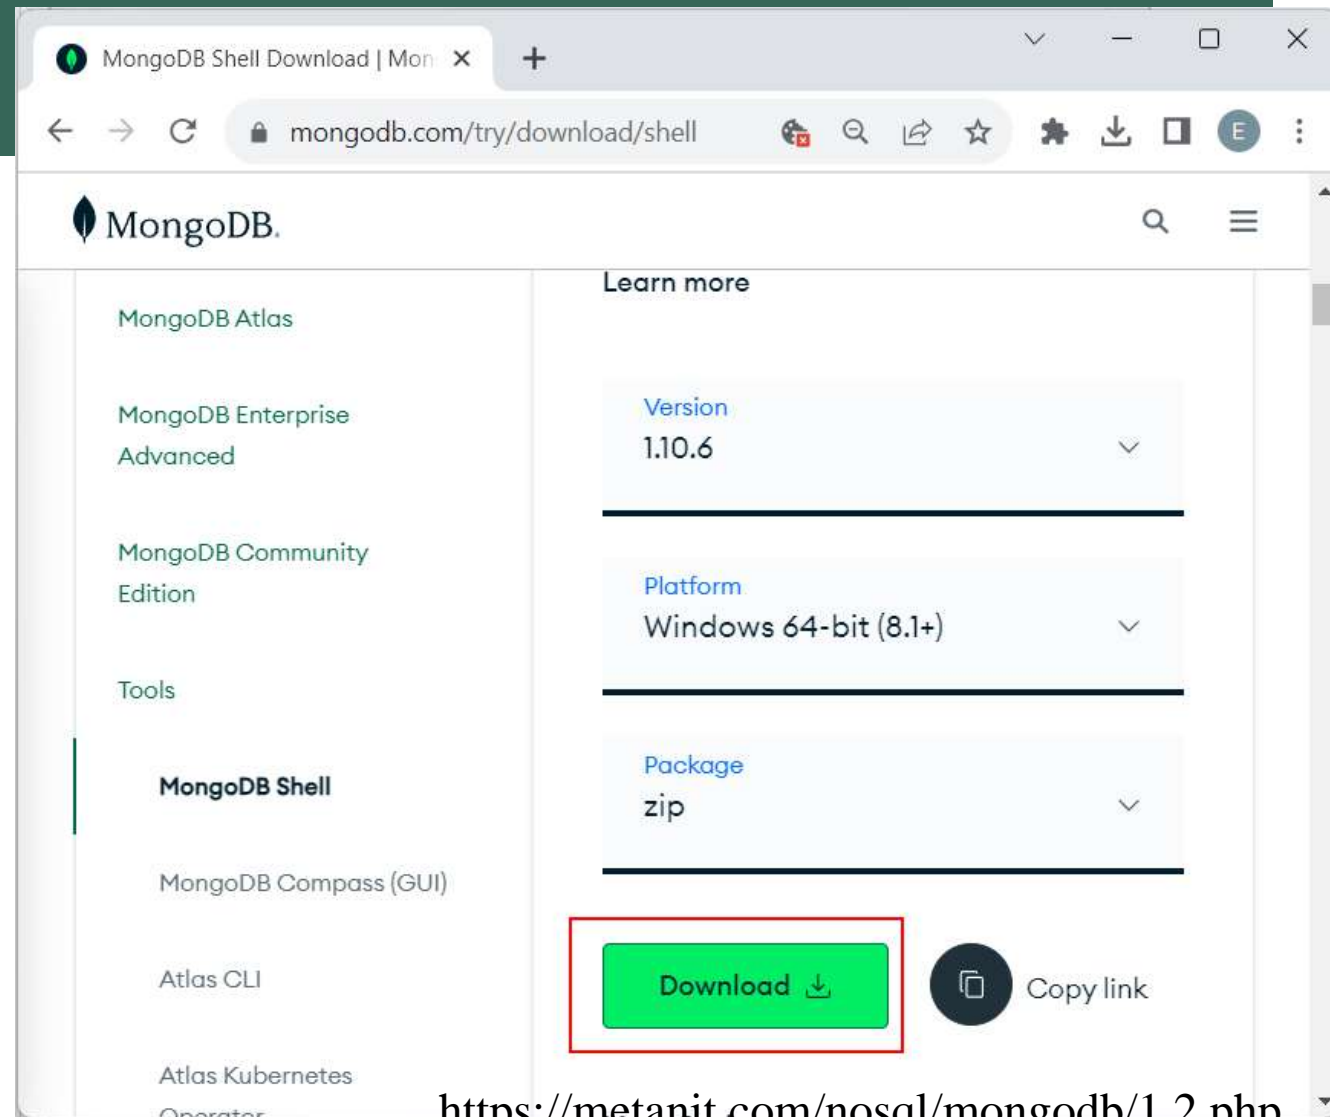 MongoDB Shell Download | Mon
mongodb.com/try/download/shell
E
MongoDB.
Learn more
MongoDB Atlas
MongoDB Enterprise
Advanced
MongoDB Community
Edition
Tools
MongoDB Shell
MongoDB Compass (GUI)
Atlas CLI
Atlas Kubernetes
Operator
Version
1.10.6
Platform
Windows 64-bit (8.1+)
Package
zip
Download
Copy link
https://metanit.com/nosql/mongodb/1.2.php